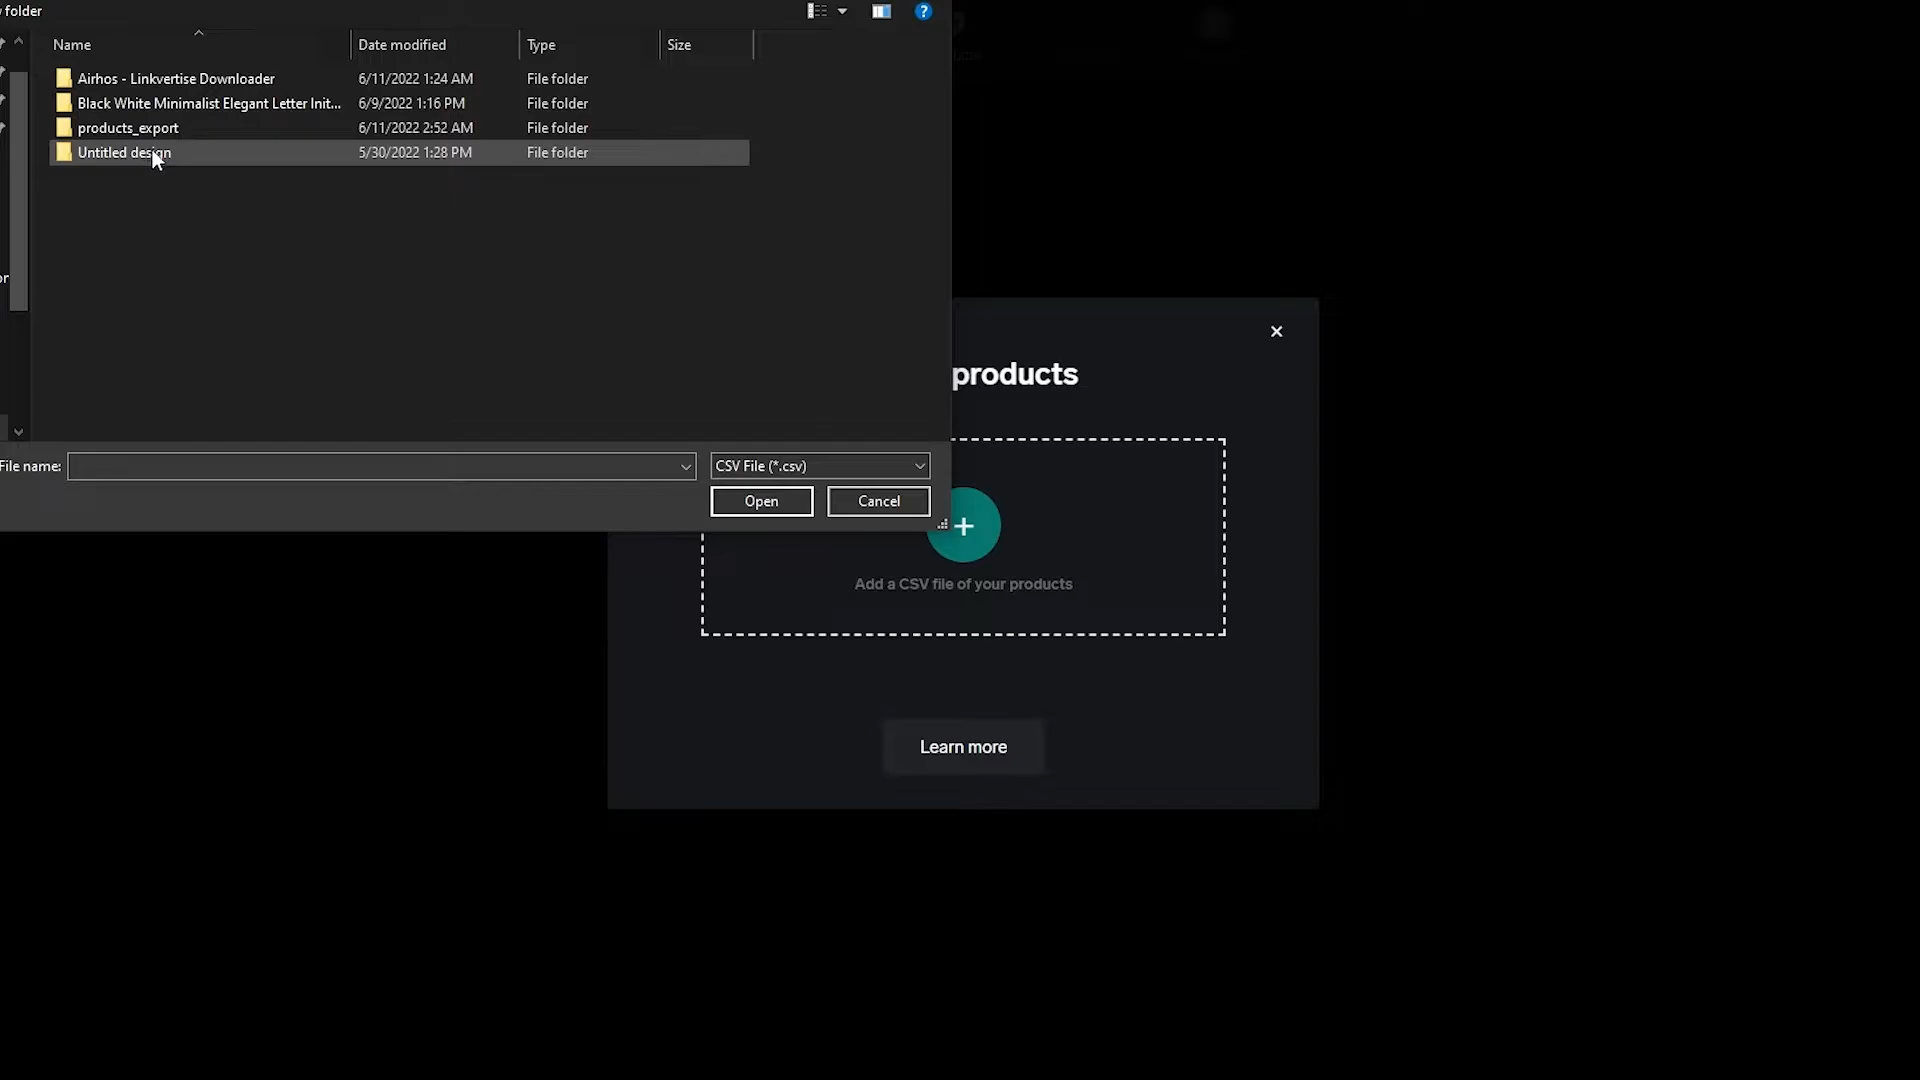 folder
Name Date modified Type Size
Airhos - Linkvertise Downloader 6/11/2022 1:24 AM File folder
Black White Minimalist Elegant Letter Init... 6/9/2022 1:16 PM File folder
products_export 6/11/2022 2:52 AM File folder
Untitled design 5/30/2022 1:28 PM File folder
or
products
File name: CSV File (*.csv)
Open Cancel
Add a CSV file of your products
Learn more